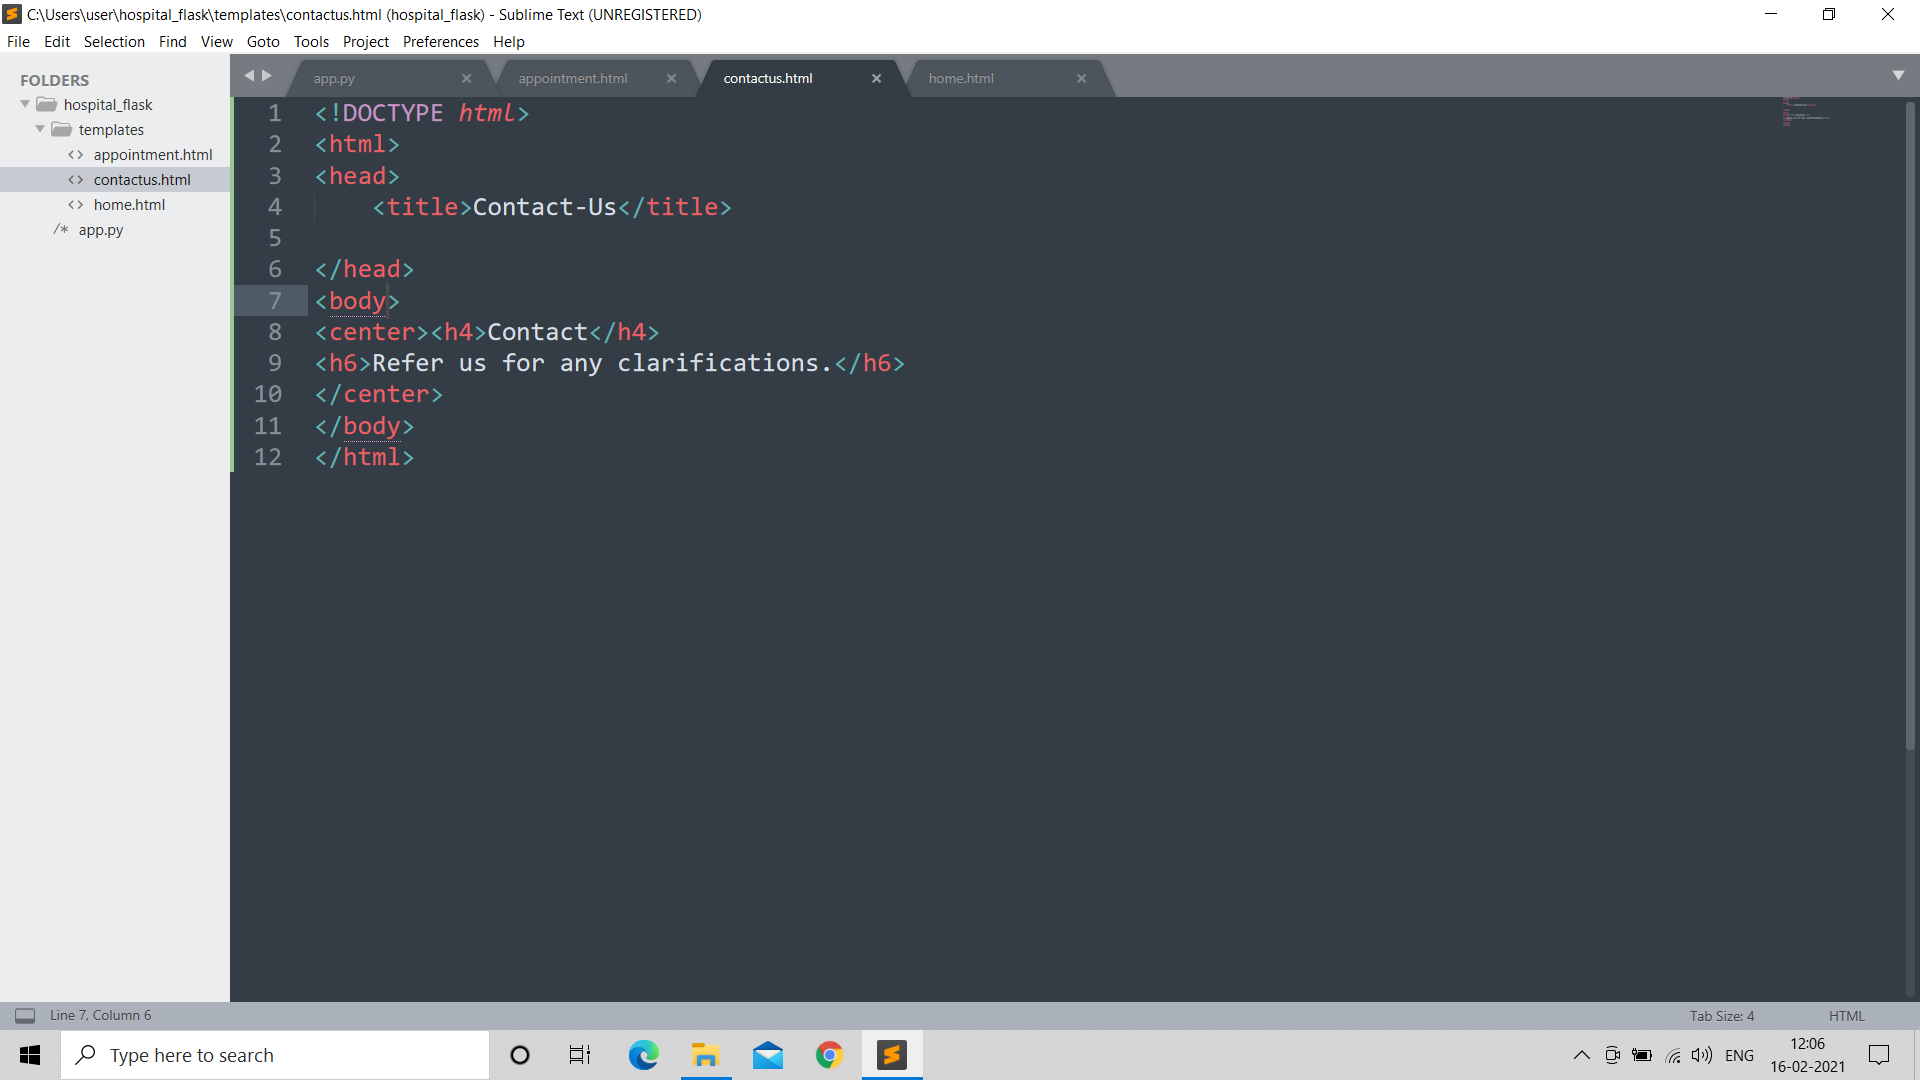 C:\Users\user\hospital_flask\templates\contactus.html (hospital_flask) - Sublime Text (UNREGISTERED)
File Edit Selection Find View Goto Tools Project Preferences Help
FOLDERS
hospital_flask
templates
<> appointment.html
<> contactus.html
<> home.html
/* app.py
app.py × appointment.html × contactus.html × home.html ×
1 <!DOCTYPE html>
2 <html>
3 <head>
4     <title>Contact-Us</title>
5
6 </head>
7 <body>
8 <center><h4>Contact</h4>
9 <h6>Refer us for any clarifications.</h6>
10 </center>
11 </body>
12 </html>
Line 7, Column 6 Tab Size: 4 HTML
Type here to search
ENG
12:06
16-02-2021